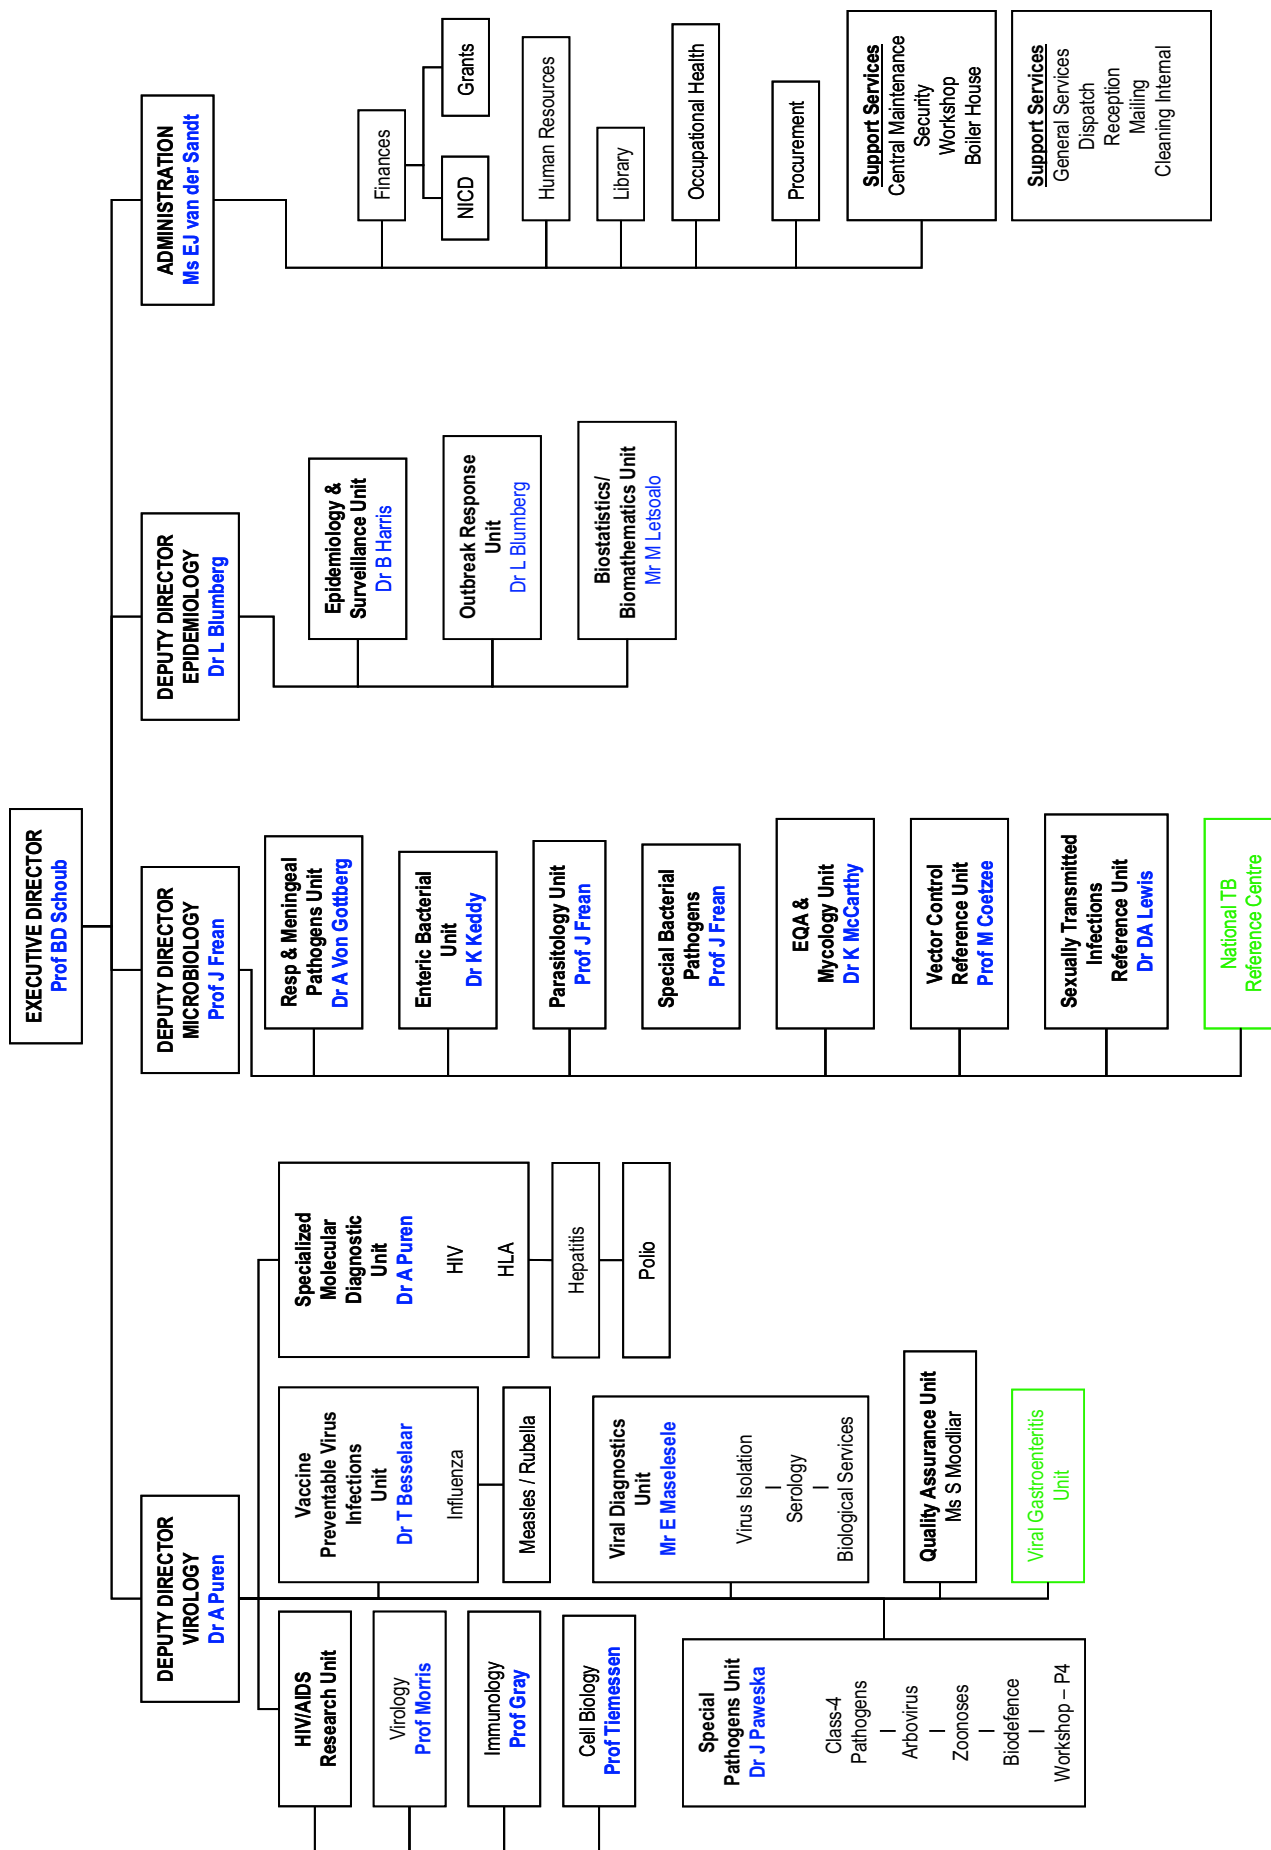 EXECUTIVE DIRECTOR
Prof BD Schoub
DEPUTY DIRECTOR
VIROLOGY
Dr A Puren
DEPUTY DIRECTOR
MICROBIOLOGY
Prof J Frean
DEPUTY DIRECTOR
EPIDEMIOLOGY
Dr L Blumberg
ADMINISTRATION
Ms EJ van der Sandt
HIV/AIDS
Research Unit
Virology
Prof Morris
Immunology
Prof Gray
Cell Biology
Prof Tiemessen
Special
Pathogens Unit
Dr J Paweska
Class-4
Pathogens
Arbovirus
Zoonoses
Biodefence
Workshop – P4
Vaccine
Preventable Virus
Infections
Unit
Dr T Besselaar
Influenza
Measles / Rubella
Viral Diagnostics
Unit
Mr E Maselesele
Virus Isolation
Serology
Biological Services
Quality Assurance Unit
Ms S Moodliar
Viral Gastroenteritis
Unit
Specialized
Molecular
Diagnostic
Unit
Dr A Puren
HIV
HLA
Hepatitis
Polio
Resp & Meningeal
Pathogens Unit
Dr A Von Gottberg
Enteric Bacterial
Unit
Dr K Keddy
Parasitology Unit
Prof J Frean
Special Bacterial
Pathogens
Prof J Frean
EQA &
Mycology Unit
Dr K McCarthy
Vector Control
Reference Unit
Prof M Coetzee
Sexually Transmitted
Infections
Reference Unit
Dr DA Lewis
National TB
Reference Centre
Epidemiology &
Surveillance Unit
Dr B Harris
Outbreak Response
Unit
Dr L Blumberg
Biostatistics/
Biomathematics Unit
Mr M Letsoalo
Finances
NICD
Grants
Human Resources
Library
Occupational Health
Procurement
Support Services
Central Maintenance
Security
Workshop
Boiler House
Support Services
General Services
Dispatch
Reception
Mailing
Cleaning Internal